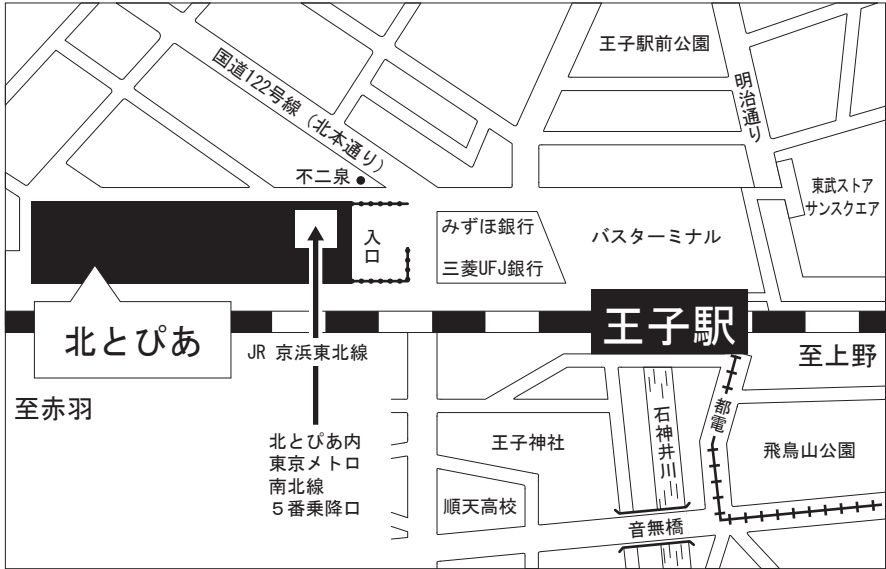 王子駅前公園
国道122号線（北本通り）
明治通り
不二泉
東武ストア
サンスクエア
みずほ銀行
三菱UFJ銀行
バスターミナル
入口
北とぴあ
王子駅
JR 京浜東北線
至上野
至赤羽
都電
石神井川
北とぴあ内
東京メトロ
南北線
５番乗降口
王子神社
飛鳥山公園
順天高校
音無橋